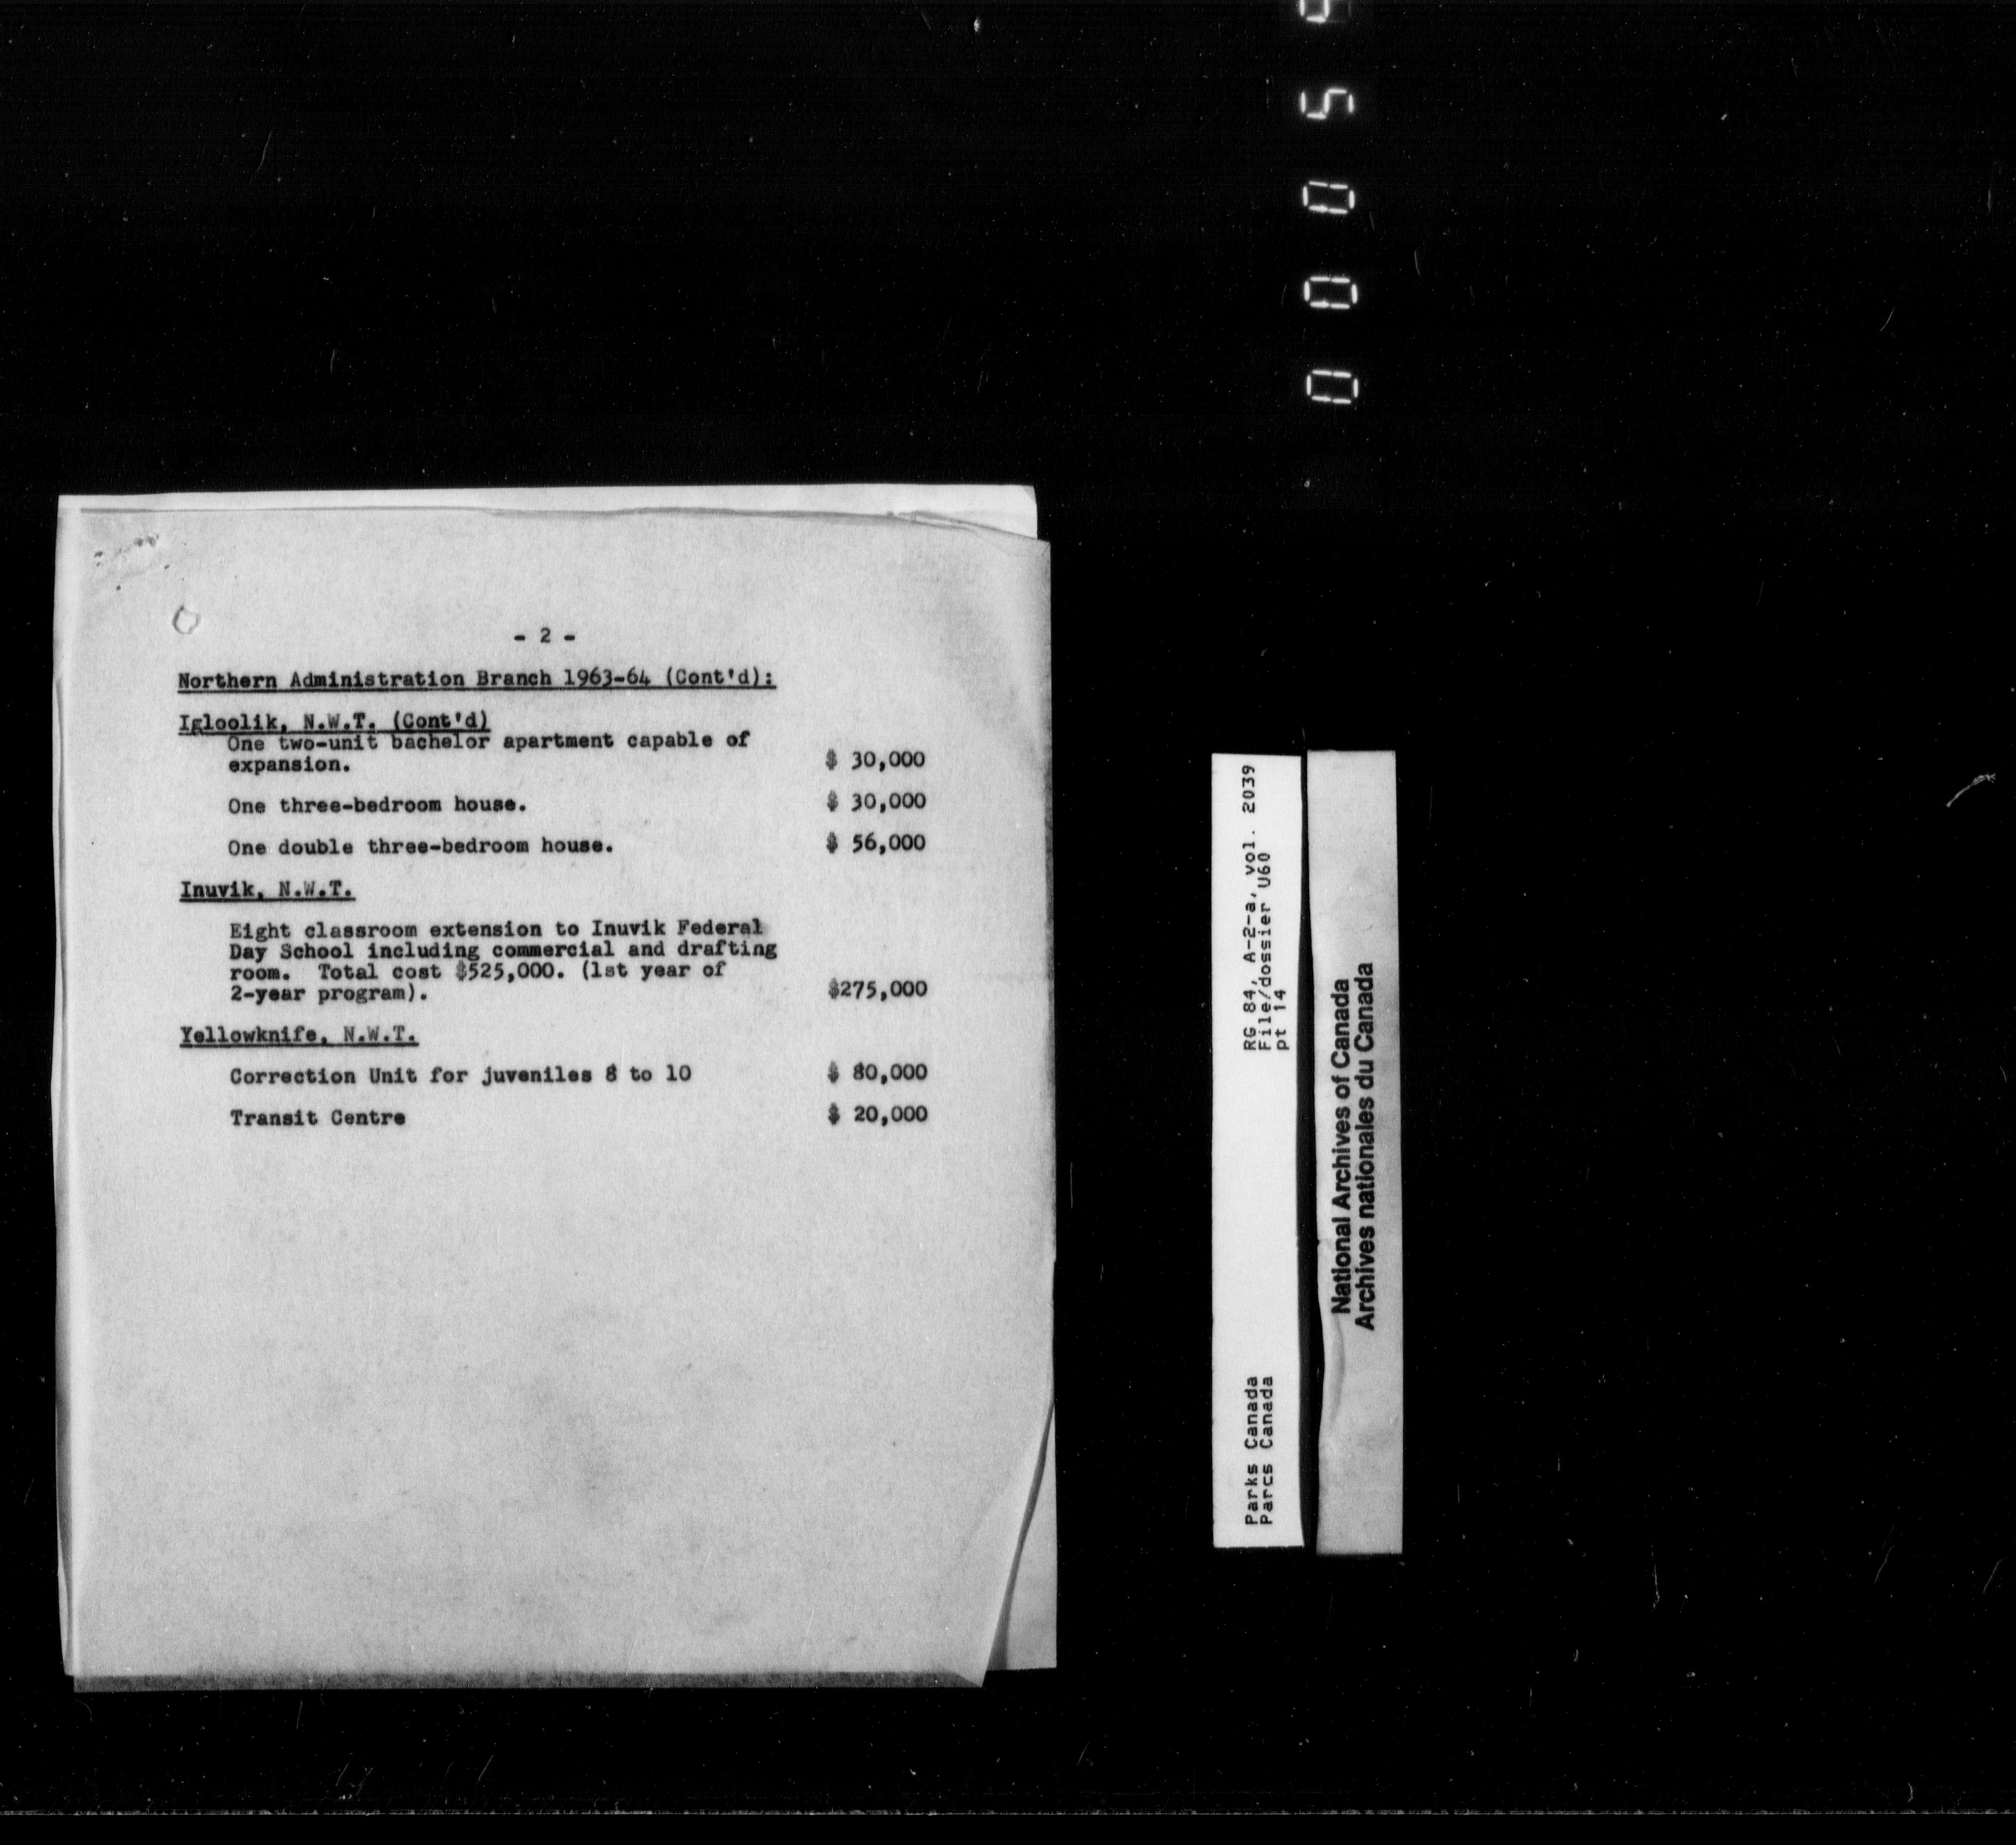 - 2 -
Northern Administration Branch 1963-64 (Cont'd):
Igloolik, N.W.T. (Cont'd)
One two-unit bachelor apartment capable of
expansion. $ 30,000
One three-bedroom house. $ 30,000
One double three-bedroom house. $ 56,000
Inuvik, N.W.T.
Eight classroom extension to Inuvik Federal
Day School including commercial and drafting
room. Total cost $525,000. (1st year of
2-year program). $275,000
Yellowknife, N.W.T.
Correction Unit for juveniles 8 to 10 $ 80,000
Transit Centre $ 20,000
RG 84, A-2-a, vol. 2039
File/dossier U60
pt 14
Parks Canada
Parcs Canada
National Archives of Canada
Archives nationales du Canada
0005